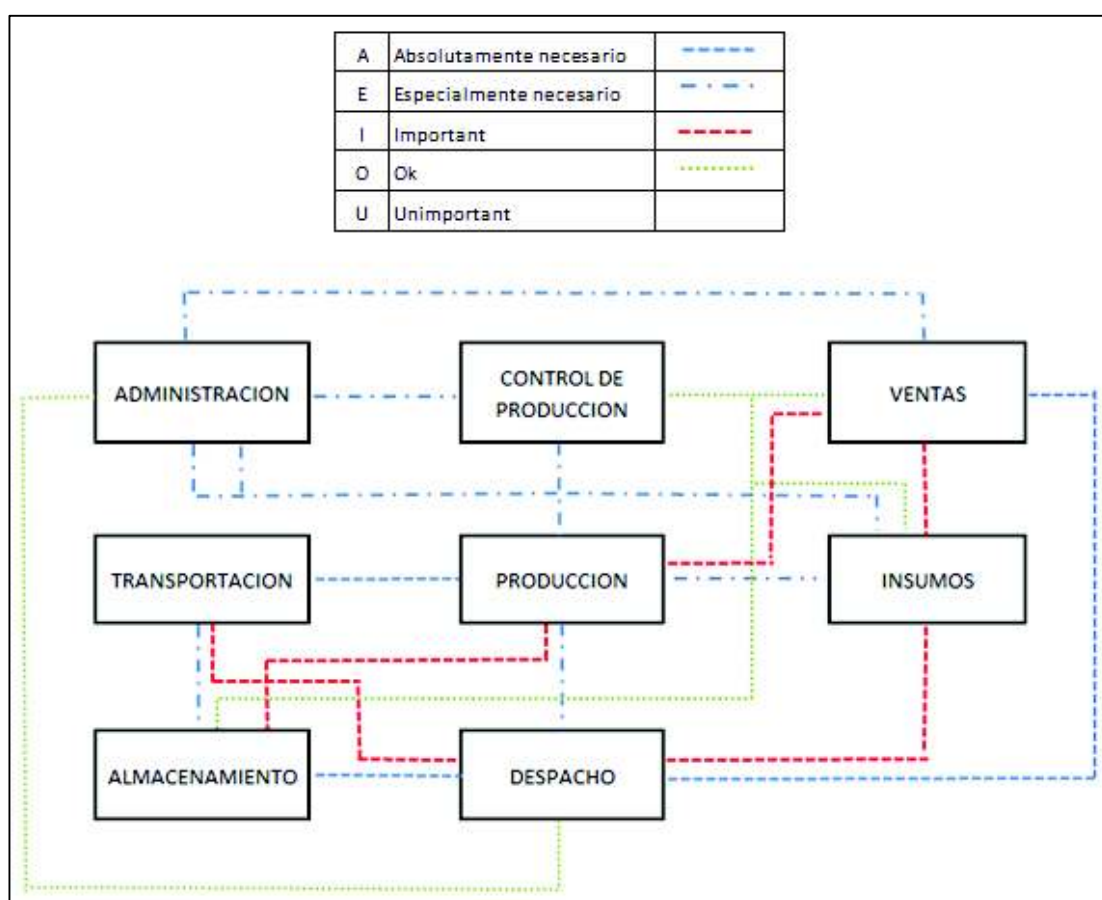 A Absolutamente necesario
E Especialmente necesario
I Important
O Ok
U Unimportant
ADMINISTRACION
CONTROL DE
PRODUCCION
VENTAS
TRANSPORTACION
PRODUCCION
INSUMOS
ALMACENAMIENTO
DESPACHO